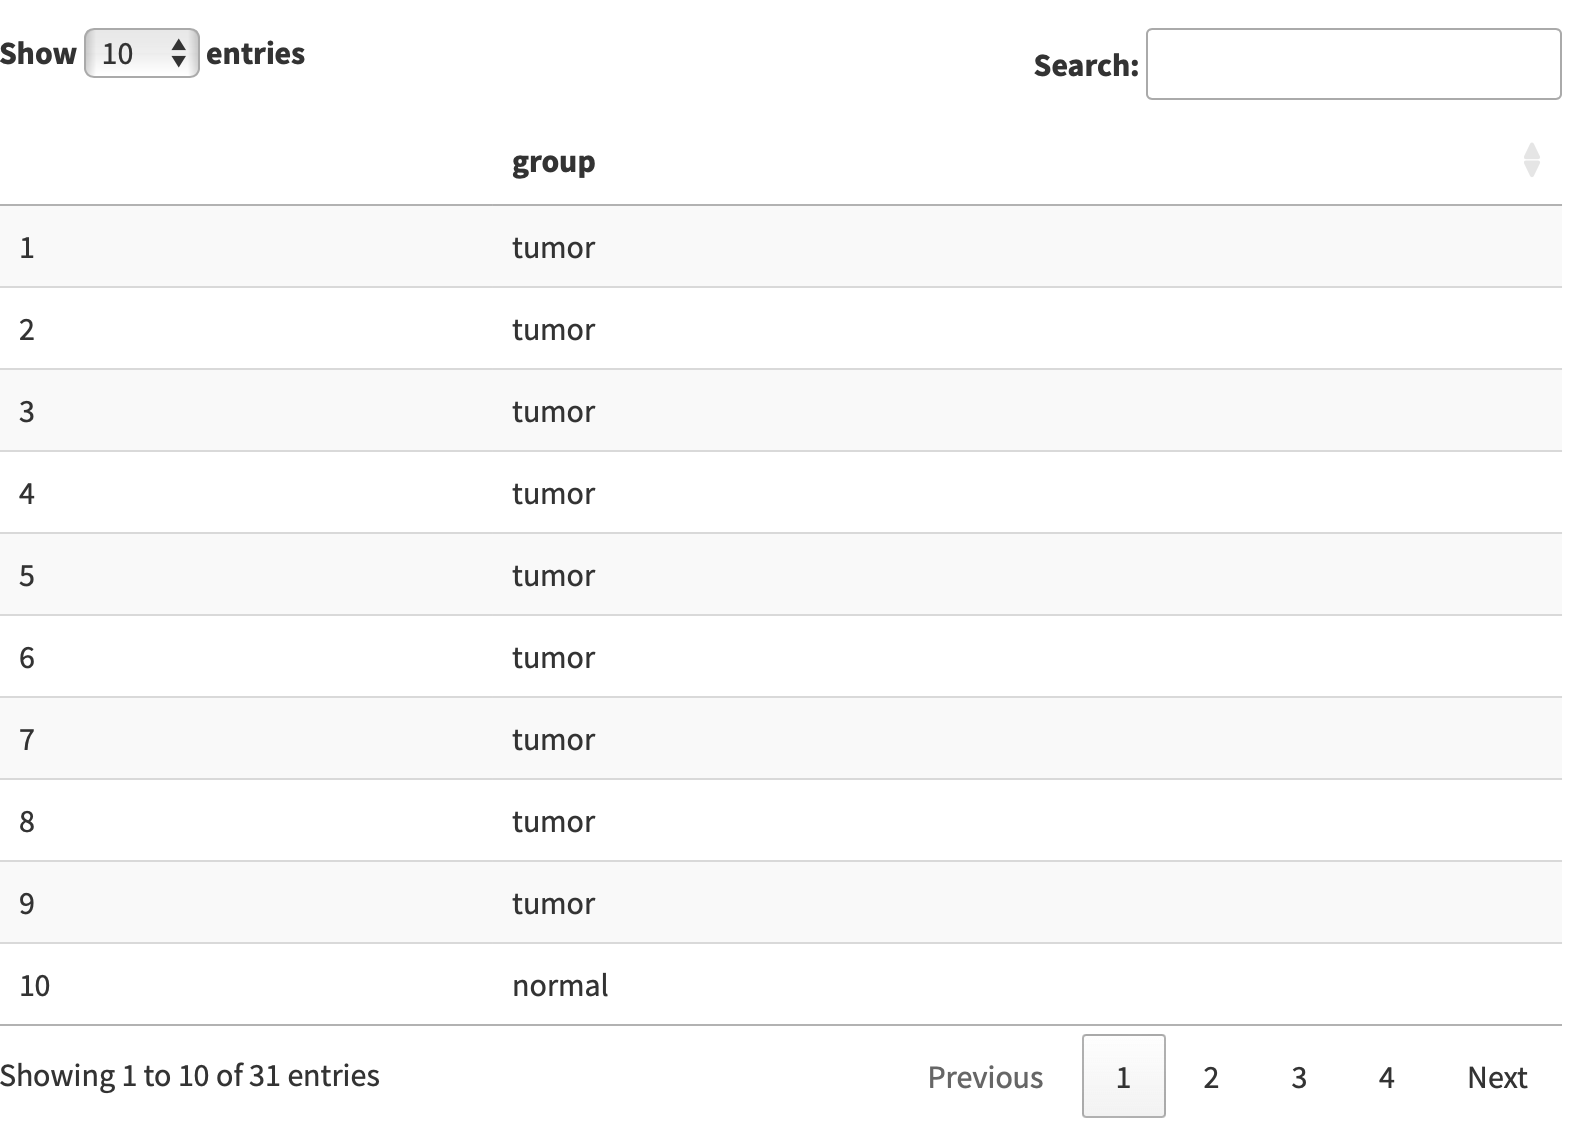 Show 10 entries
Search:
group
1 tumor
2 tumor
3 tumor
4 tumor
5 tumor
6 tumor
7 tumor
8 tumor
9 tumor
10 normal
Showing 1 to 10 of 31 entries
Previous 1 2 3 4 Next